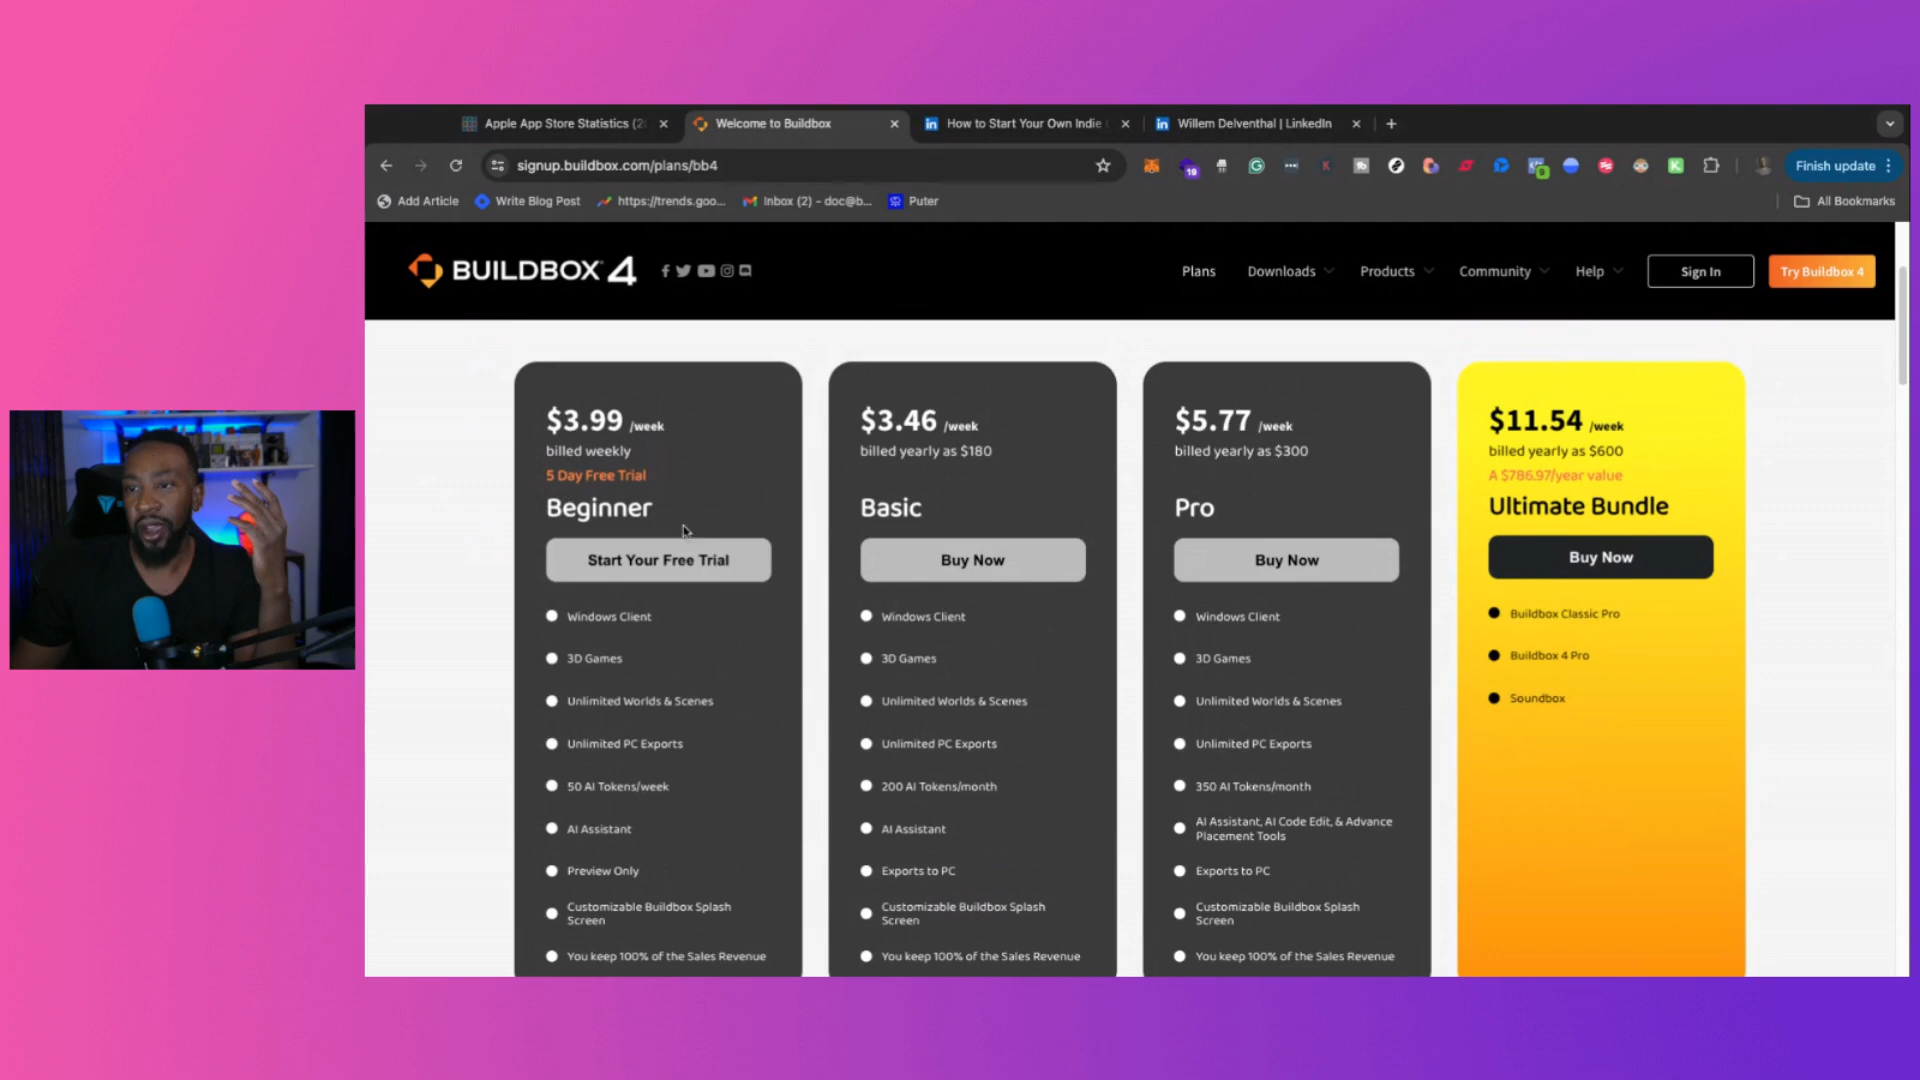 Apple App Store Statistics (2
Welcome to Buildbox
How to Start Your Own Indie
Willem Delventhal | LinkedIn
signup.buildbox.com/plans/bb4
19
9
Finish update
Add Article
Write Blog Post
https://trends.goo...
Inbox (2) - doc@b...
Puter
All Bookmarks
BUILDBOX 4
Plans
Downloads
Products
Community
Help
Sign In
Try Buildbox 4
$3.99 /week
billed weekly
5 Day Free Trial
Beginner
Start Your Free Trial
Windows Client
3D Games
Unlimited Worlds & Scenes
Unlimited PC Exports
50 AI Tokens/week
AI Assistant
Preview Only
Customizable Buildbox Splash
Screen
You keep 100% of the Sales Revenue
$3.46 /week
billed yearly as $180
Basic
Buy Now
Windows Client
3D Games
Unlimited Worlds & Scenes
Unlimited PC Exports
200 AI Tokens/month
AI Assistant
Exports to PC
Customizable Buildbox Splash
Screen
You keep 100% of the Sales Revenue
$5.77 /week
billed yearly as $300
Pro
Buy Now
Windows Client
3D Games
Unlimited Worlds & Scenes
Unlimited PC Exports
350 AI Tokens/month
AI Assistant, AI Code Edit, & Advance
Placement Tools
Exports to PC
Customizable Buildbox Splash
Screen
You keep 100% of the Sales Revenue
$11.54 /week
billed yearly as $600
A $786.97/year value
Ultimate Bundle
Buy Now
Buildbox Classic Pro
Buildbox 4 Pro
Soundbox